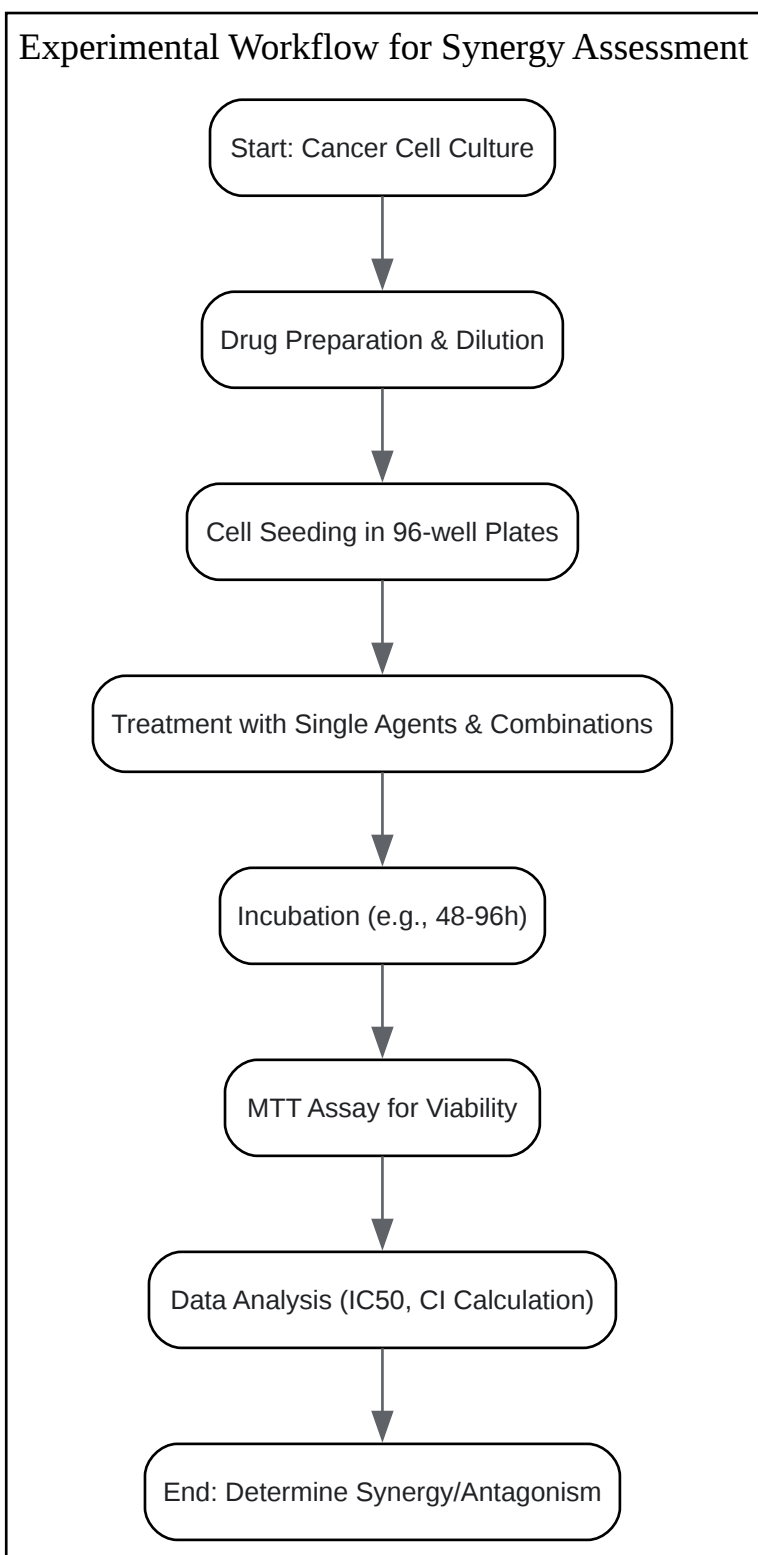 Experimental Workflow for Synergy Assessment
Start: Cancer Cell Culture
Drug Preparation & Dilution
Cell Seeding in 96-well Plates
Treatment with Single Agents & Combinations
Incubation (e.g., 48-96h)
MTT Assay for Viability
Data Analysis (IC50, CI Calculation)
End: Determine Synergy/Antagonism